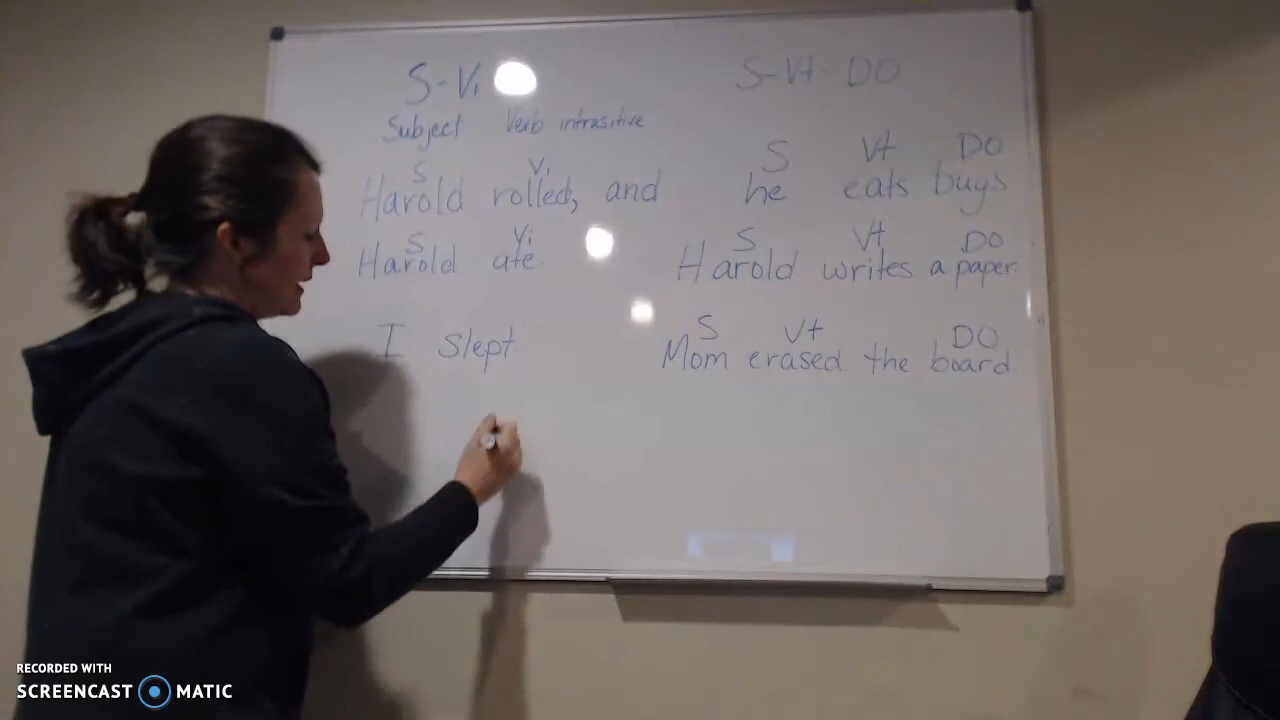 S-Vi
Subject Verb intrasitive
S Vi
Harold rolled, and
S Vi
Harold ate
I slept.
S-Vt-DO
S Vt DO
he eats bugs
S Vt DO
Harold writes a paper.
S Vt DO
Mom erased the board
RECORDED WITH
SCREENCAST MATIC